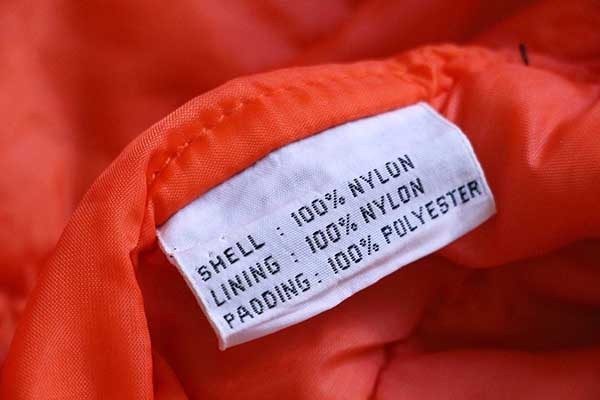 SHELL : 100% NYLON
LINING : 100% NYLON
PADDING : 100% POLYESTER